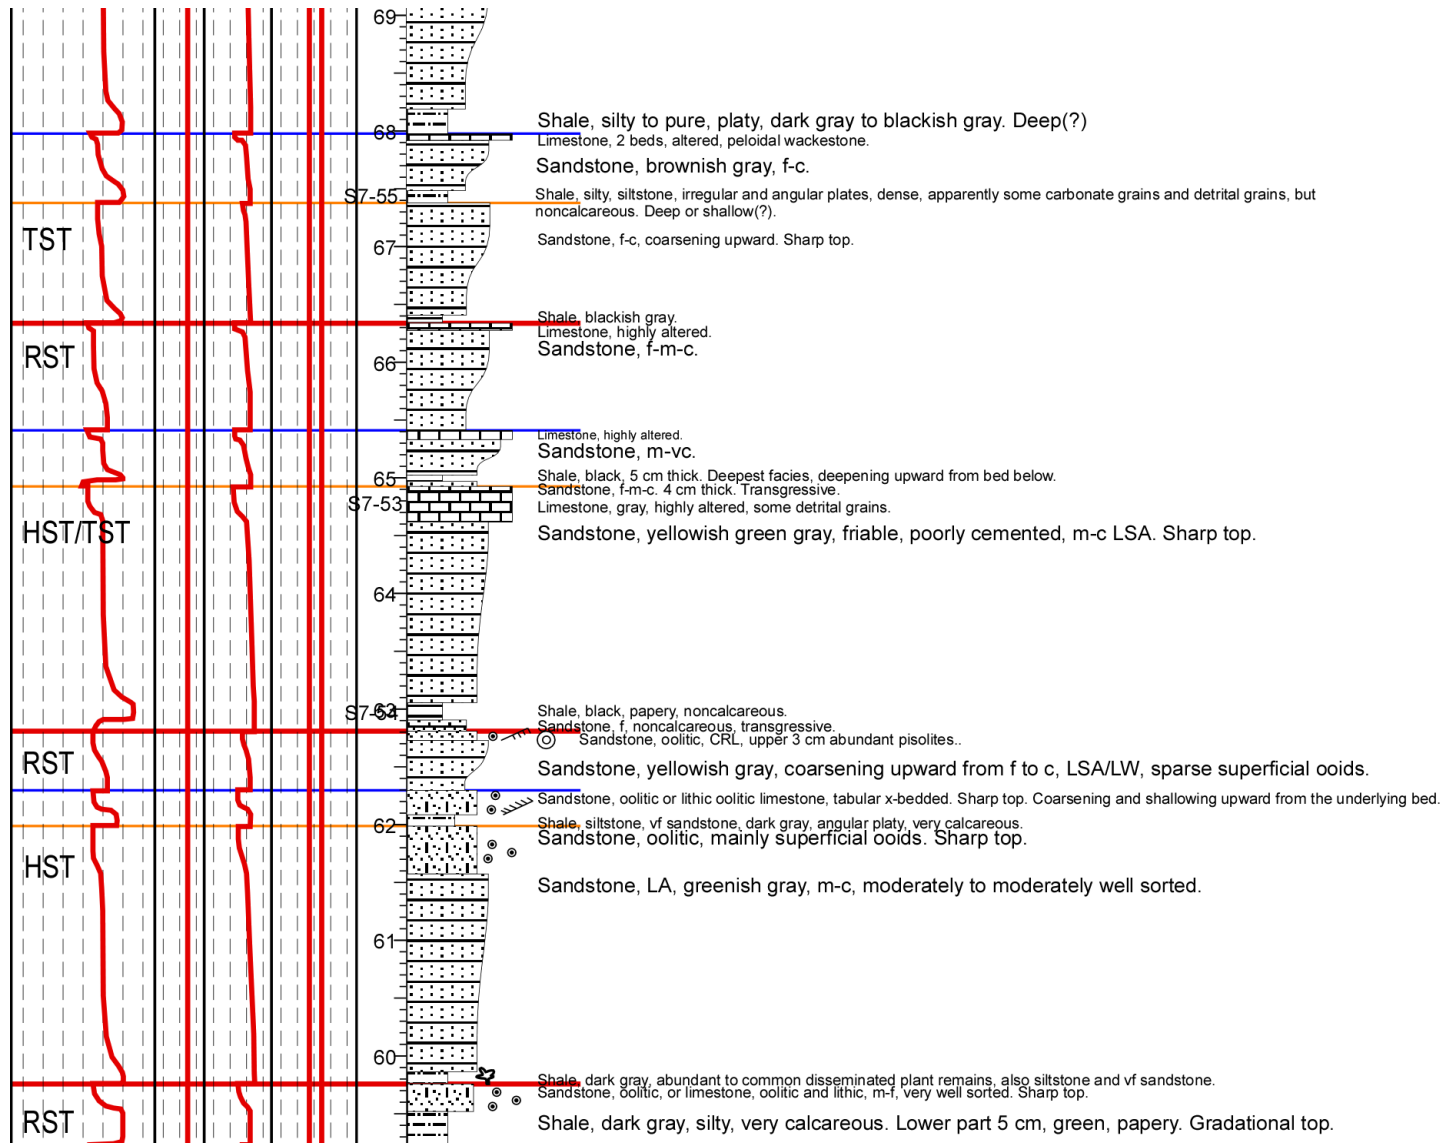 69
Shale, silty to pure, platy, dark gray to blackish gray. Deep(?)
68
Limestone, 2 beds, altered, peloidal wackestone.
Sandstone, brownish gray, f-c.
S7-55
Shale, silty, siltstone, irregular and angular plates, dense, apparently some carbonate grains and detrital grains, but
noncalcareous. Deep or shallow(?).
TST
67
Sandstone, f-c, coarsening upward. Sharp top.
Shale, blackish gray.
Limestone, highly altered.
RST
66
Sandstone, f-m-c.
Limestone, highly altered.
Sandstone, m-vc.
65
Shale, black, 5 cm thick. Deepest facies, deepening upward from bed below.
Sandstone, f-m-c. 4 cm thick. Transgressive.
S7-53
Limestone, gray, highly altered, some detrital grains.
HST/TST
Sandstone, yellowish green gray, friable, poorly cemented, m-c LSA. Sharp top.
64
63
S7-54
Shale, black, papery, noncalcareous.
Sandstone, f, noncalcareous, transgressive.
Sandstone, oolitic, CRL, upper 3 cm abundant pisolites..
RST
Sandstone, yellowish gray, coarsening upward from f to c, LSA/LW, sparse superficial ooids.
Sandstone, oolitic or lithic oolitic limestone, tabular x-bedded. Sharp top. Coarsening and shallowing upward from the underlying bed.
62
Shale, siltstone, vf sandstone, dark gray, angular platy, very calcareous.
Sandstone, oolitic, mainly superficial ooids. Sharp top.
HST
Sandstone, LA, greenish gray, m-c, moderately to moderately well sorted.
61
60
Shale, dark gray, abundant to common disseminated plant remains, also siltstone and vf sandstone.
Sandstone, oolitic, or limestone, oolitic and lithic, m-f, very well sorted. Sharp top.
RST
Shale, dark gray, silty, very calcareous. Lower part 5 cm, green, papery. Gradational top.